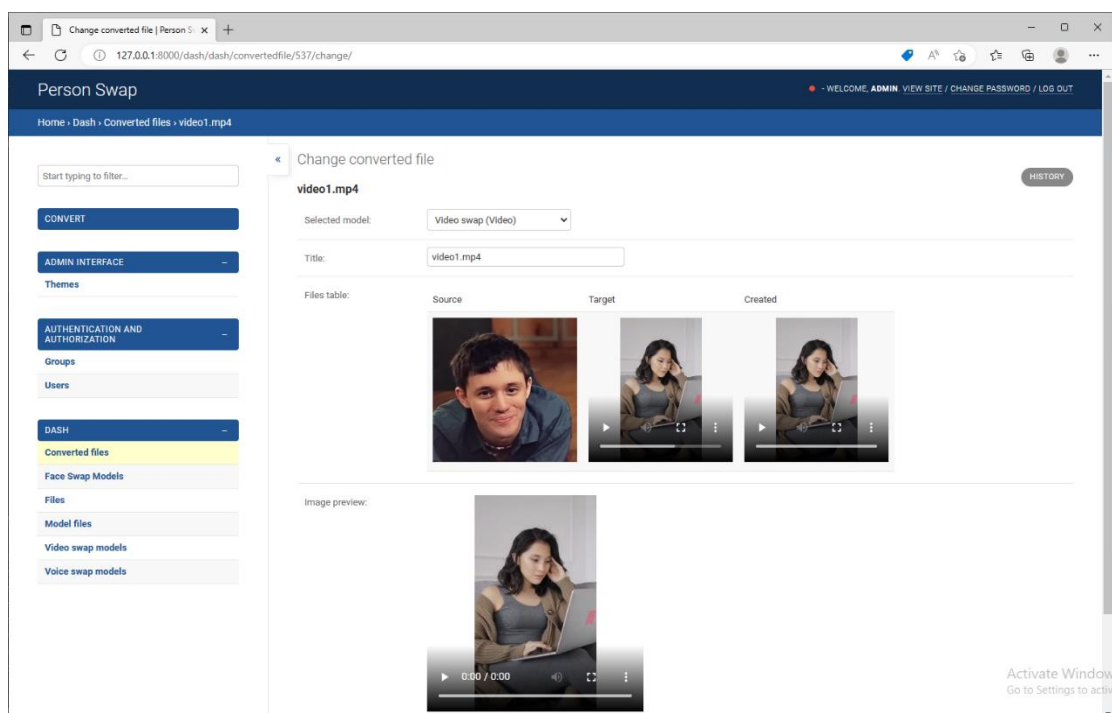 Change converted file | Person S
127.0.0.1:8000/dash/dash/convertedfile/537/change/
Person Swap
- WELCOME, ADMIN. VIEW SITE / CHANGE PASSWORD / LOG OUT
Home › Dash › Converted files › video1.mp4
Start typing to filter...
CONVERT
ADMIN INTERFACE
Themes
AUTHENTICATION AND
AUTHORIZATION
Groups
Users
DASH
Converted files
Face Swap Models
Files
Model files
Video swap models
Voice swap models
«
Change converted file
HISTORY
video1.mp4
Selected model: Video swap (Video)
Title: video1.mp4
Files table: Source Target Created
Image preview:
0:00 / 0:00
Activate Window
Go to Settings to activ